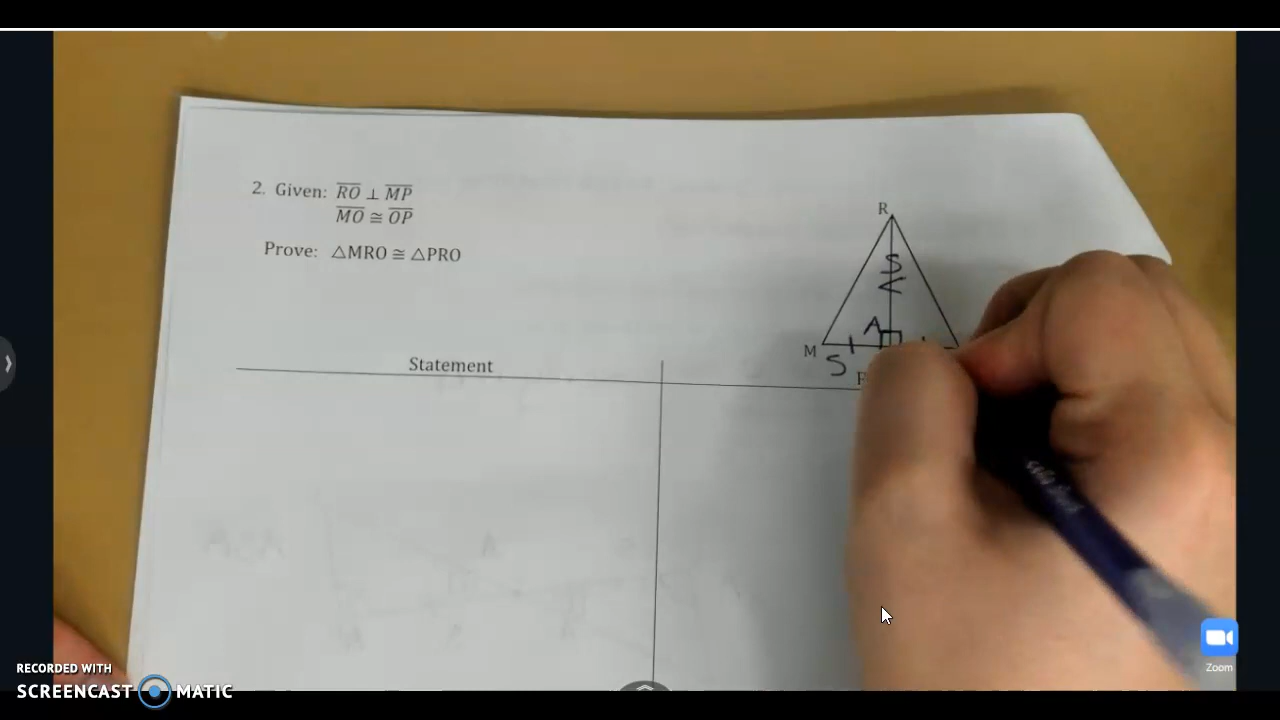 2. Given: RO ⊥ MP
MO ≅ OP
Prove: △MRO ≅ △PRO
R
S
A
M
S
Statement
RECORDED WITH
SCREENCAST MATIC
Zoom